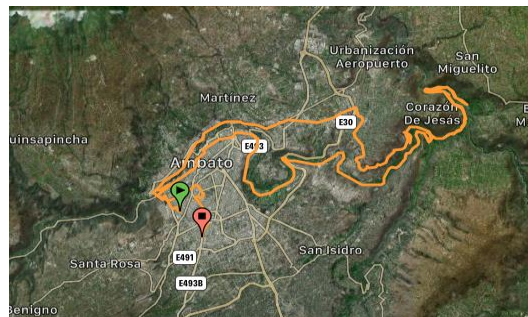 Urbanización
Aeropuerto
San
Miguelito
Martínez
Corazón
De Jesús
E30
E
M
E493
uinsapincha
Ambato
San Isidro
E491
Santa Rosa
E493B
Benigno